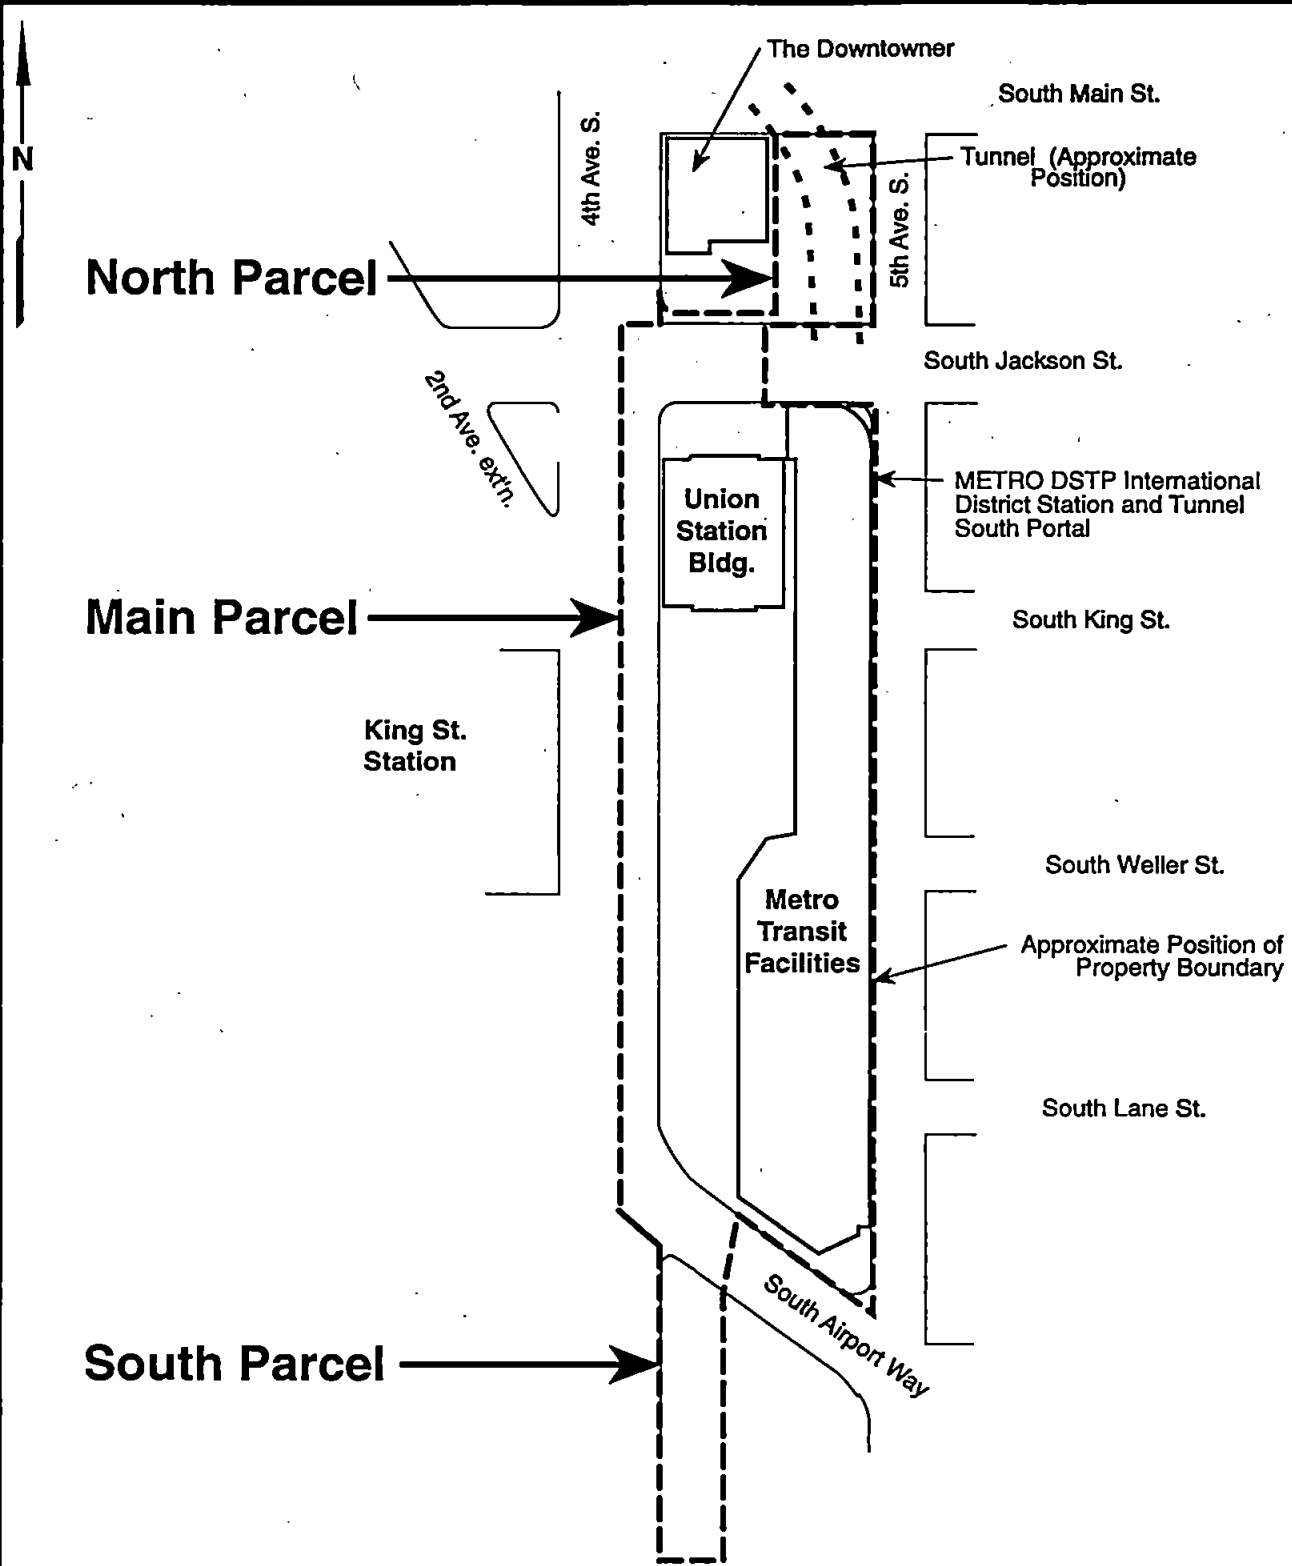 The Downtowner
South Main St.
N
4th Ave. S.
Tunnel (Approximate
Position)
5th Ave. S.
North Parcel
South Jackson St.
2nd Ave. ext'n.
METRO DSTP International
District Station and Tunnel
South Portal
Union
Station
Bldg.
Main Parcel
South King St.
King St.
Station
South Weller St.
Metro
Transit
Facilities
Approximate Position of
Property Boundary
South Lane St.
South Airport Way
South Parcel